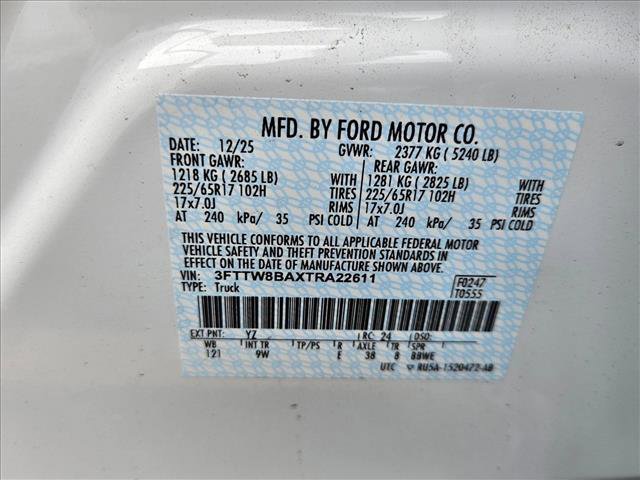 MFD. BY FORD MOTOR CO.
DATE: 12/25 GVWR: 2377 KG ( 5240 LB)
FRONT GAWR: REAR GAWR:
1218 KG ( 2685 LB) WITH 1281 KG ( 2825 LB) WITH
225/65R17 102H TIRES 225/65R17 102H TIRES
17x7.0J RIMS 17x7.0J RIMS
AT 240 kPa/ 35 PSI COLD AT 240 kPa/ 35 PSI COLD
THIS VEHICLE CONFORMS TO ALL APPLICABLE FEDERAL MOTOR
VEHICLE SAFETY AND THEFT PREVENTION STANDARDS
IN EFFECT ON THE DATE OF MANUFACTURE SHOWN ABOVE.
VIN: 3FTTW8BAXTRA22611 F0247
TYPE: Truck T0555
EXT PNT: YZ RC: 24 DSO:
WB INT TR TP/PS R AXLE TR SPR
121 9W E 38 8 BBWE
UTC RU5A-1520472-AB